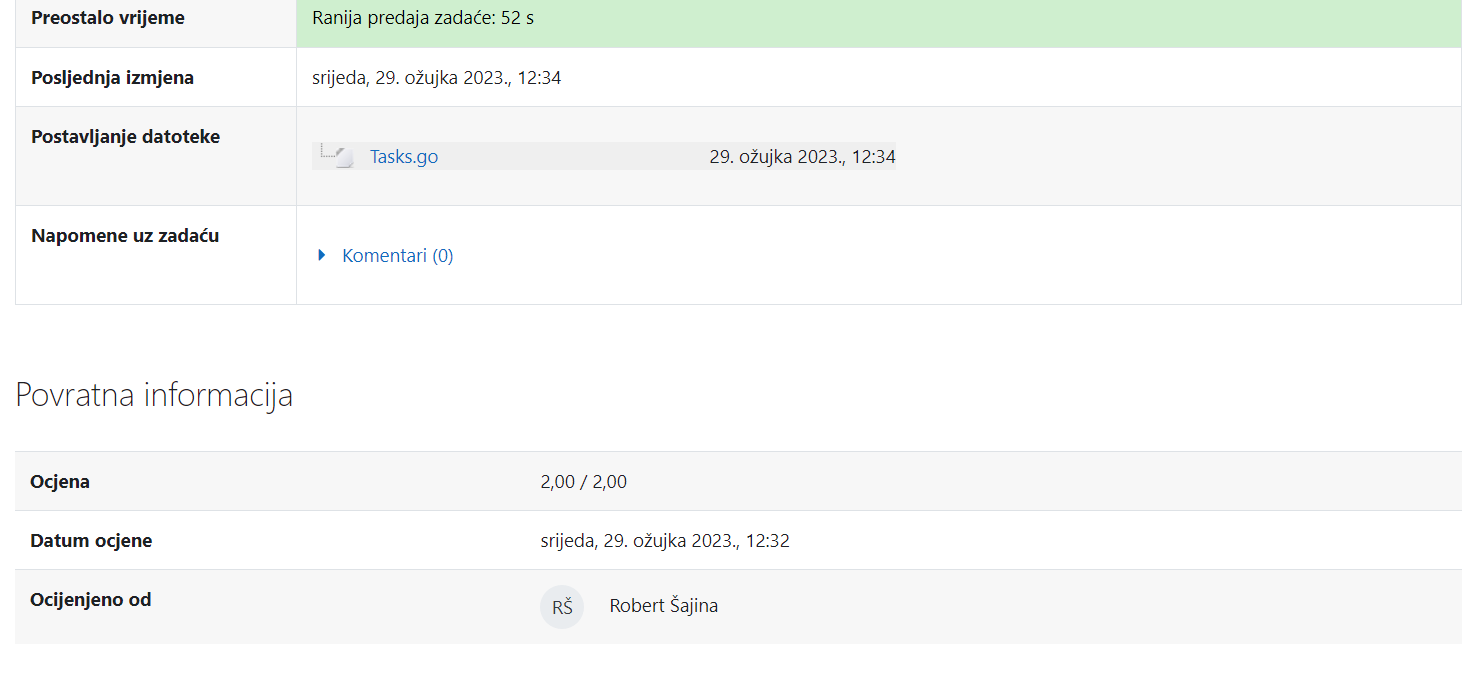 Preostalo vrijeme Ranija predaja zadaće: 52 s
Posljednja izmjena srijeda, 29. ožujka 2023., 12:34
Postavljanje datoteke
Tasks.go 29. ožujka 2023., 12:34
Napomene uz zadaću
Komentari (0)
Povratna informacija
Ocjena 2,00 / 2,00
Datum ocjene srijeda, 29. ožujka 2023., 12:32
Ocijenjeno od RŠ Robert Šajina